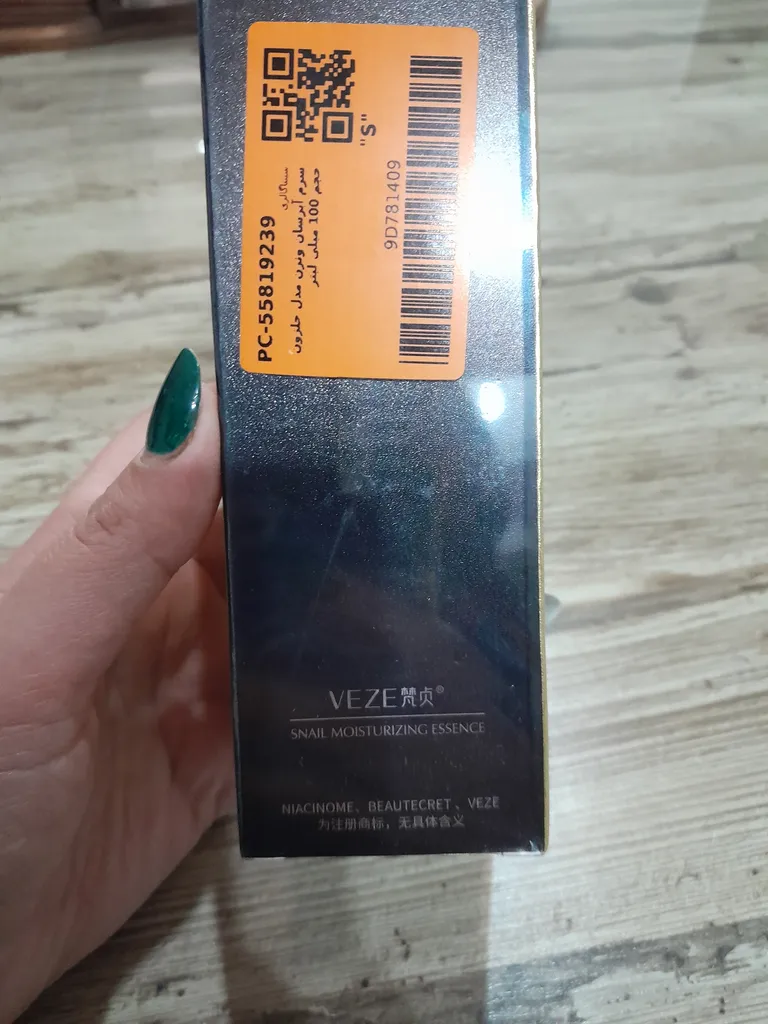 "S"
PC-55819239
سرم آبرسان ونزن مدل حلزون
حجم 100 میلی لیتر
9D781409
VEZE梵贞®
SNAIL MOISTURIZING ESSENCE
NIACINOME、BEAUTECRET、VEZE
为注册商标，无具体含义